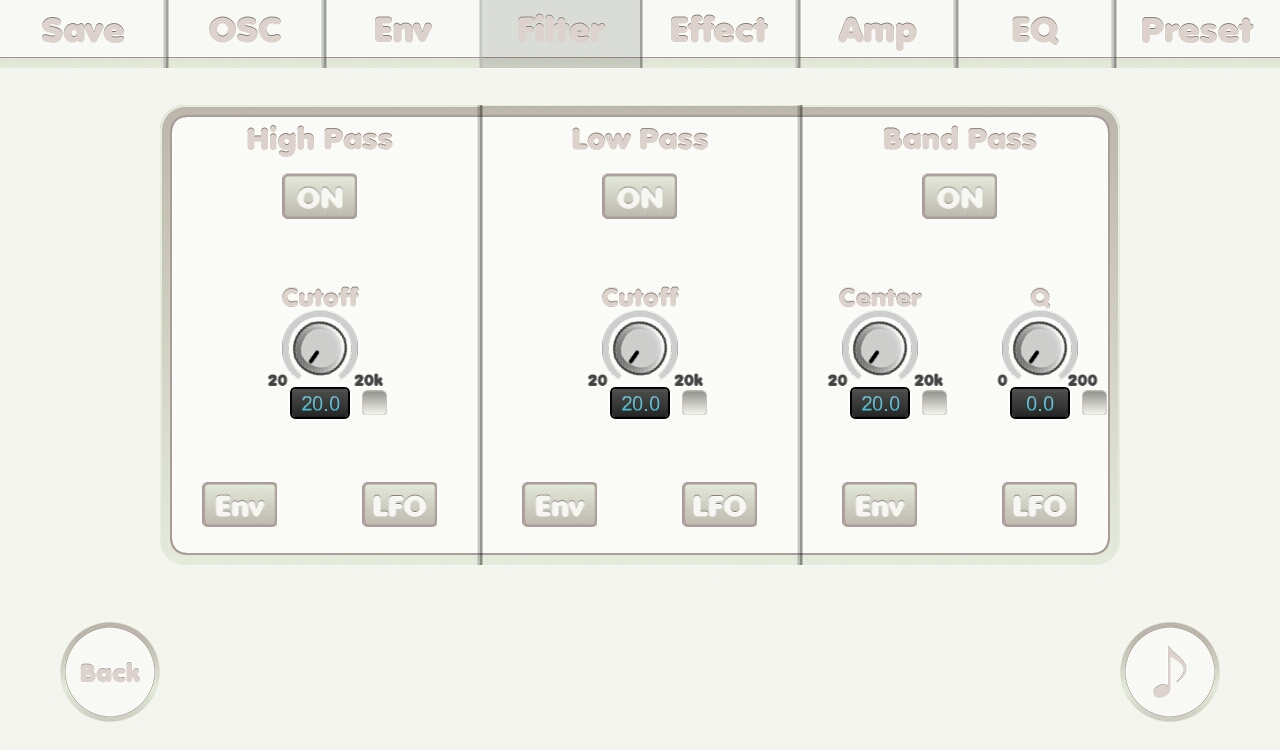 Save OSC Env Filter Effect Amp EQ Preset
High Pass Low Pass Band Pass
ON ON ON
Cutoff Cutoff Center Q
20 20k 20 20k 20 20k 0 200
20.0 20.0 20.0 0.0
Env LFO Env LFO Env LFO
Back